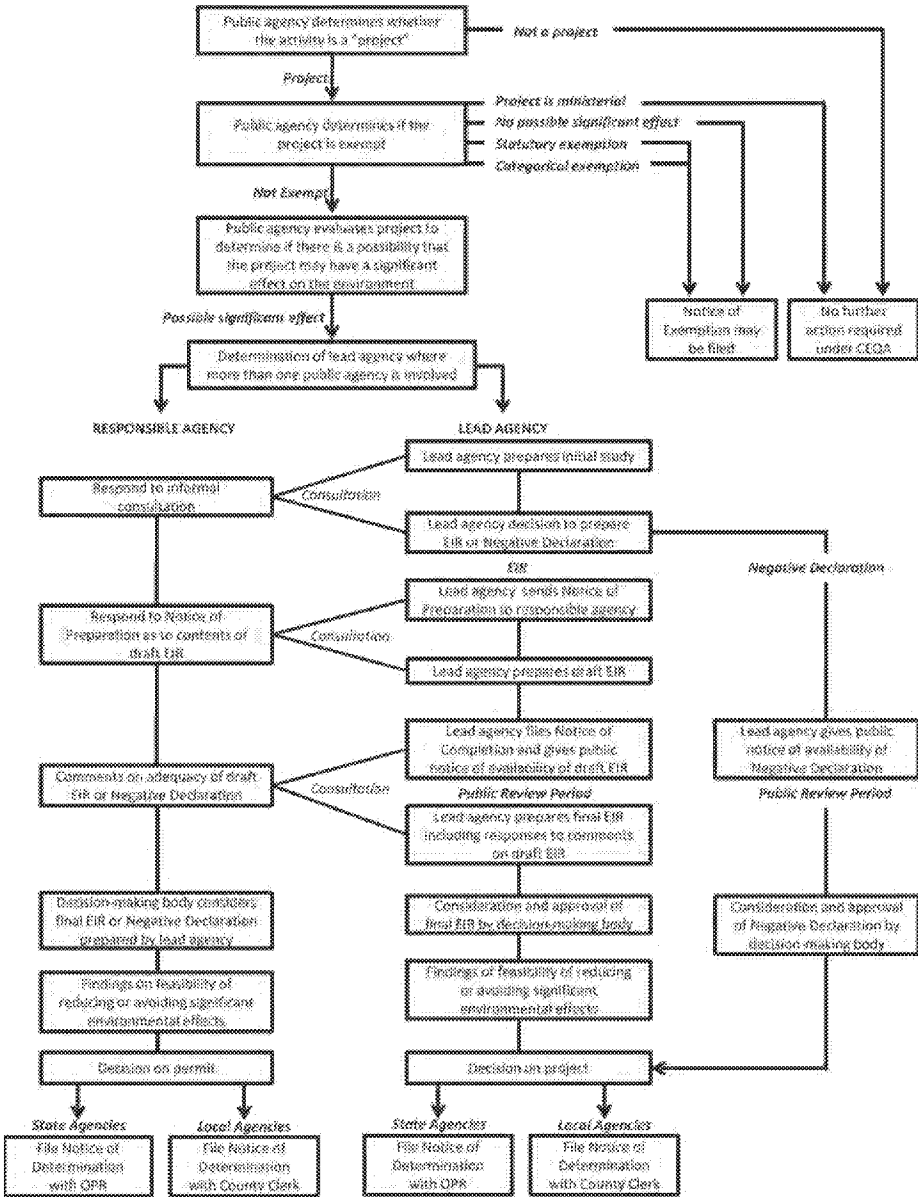 Public agency determines whether
the activity is a "project"
Not a project
Project
Public agency determines if the
project is exempt
Project is ministerial
No possible significant effect
Statutory exemption
Categorical exemption
Not Exempt
Public agency evaluates project to
determine if there is a possibility that
the project may have a significant
effect on the environment
Possible significant effect
Notice of
Exemption may
be filed
No further
action required
under CEQA
Determination of lead agency where
more than one public agency is involved
RESPONSIBLE AGENCY
LEAD AGENCY
Lead agency prepares initial study
Respond to informal
consultation
Consultation
Lead agency decision to prepare
EIR or Negative Declaration
EIR
Negative Declaration
Lead agency sends Notice of
Preparation to responsible agency
Respond to Notice of
Preparation as to contents of
draft EIR
Consultation
Lead agency prepares draft EIR
Lead agency files Notice of
Completion and gives public
notice of availability of draft EIR
Lead agency gives public
notice of availability of
Negative Declaration
Comments on adequacy of draft
EIR or Negative Declaration
Consultation
Public Review Period
Public Review Period
Lead agency prepares final EIR
including responses to comments
on draft EIR
Decision-making body considers
final EIR or Negative Declaration
prepared by lead agency
Consideration and approval of
final EIR by decision-making body
Consideration and approval
of Negative Declaration by
decision-making body
Findings on feasibility of
reducing or avoiding significant
environmental effects
Findings of feasibility of reducing
or avoiding significant
environmental effects
Decision on permit
Decision on project
State Agencies
Local Agencies
State Agencies
Local Agencies
File Notice of
Determination
with OPR
File Notice of
Determination
with County Clerk
File Notice of
Determination
with OPR
File Notice of
Determination
with County Clerk